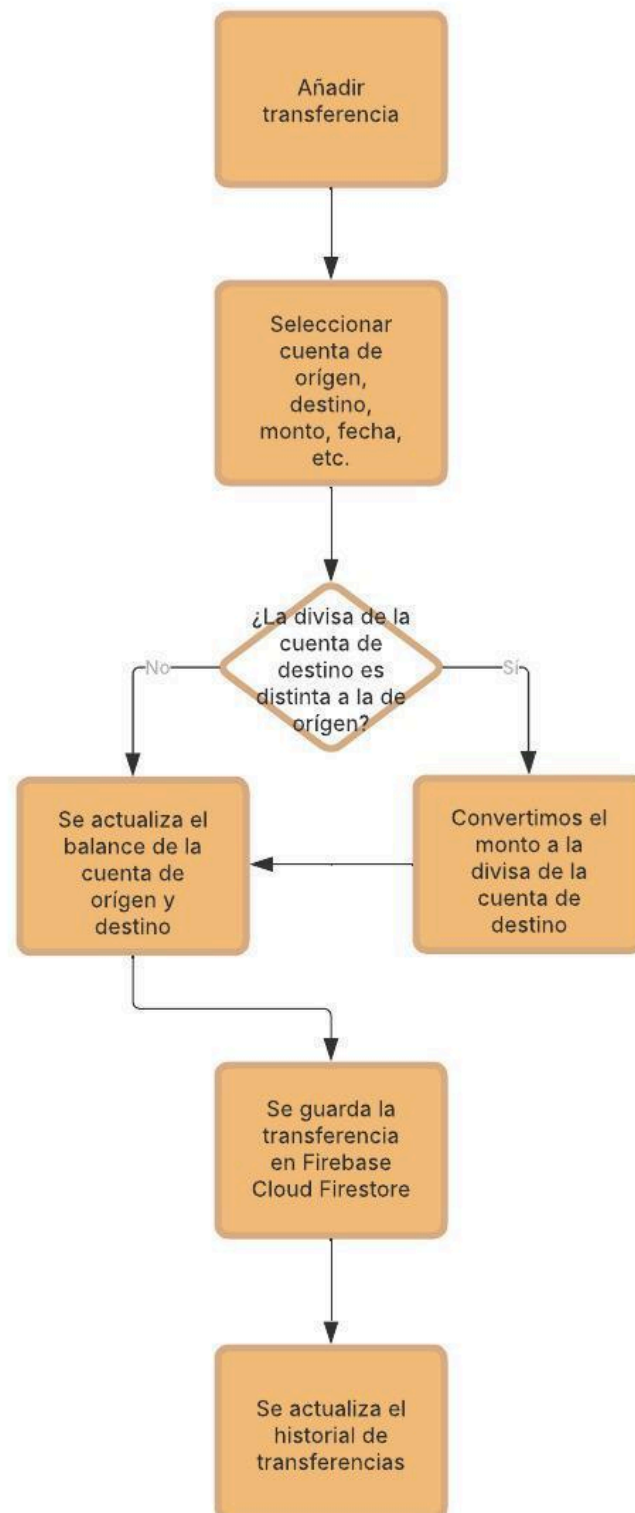 Añadir
transferencia
Seleccionar
cuenta de
orígen,
destino,
monto, fecha,
etc.
¿La divisa de la
cuenta de
destino es
distinta a la de
orígen?
No
Sí
Se actualiza el
balance de la
cuenta de
orígen y
destino
Convertimos el
monto a la
divisa de la
cuenta de
destino
Se guarda la
transferencia
en Firebase
Cloud Firestore
Se actualiza el
historial de
transferencias